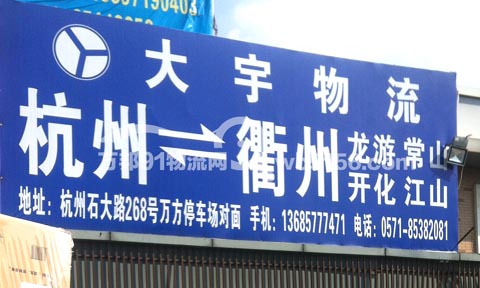 57190403
大宇物流
杭州⇌衢州
龙游 常山
开化 江山
地址：杭州石大路268号万方停车场对面 手机：13685777471 电话：0571-85382081